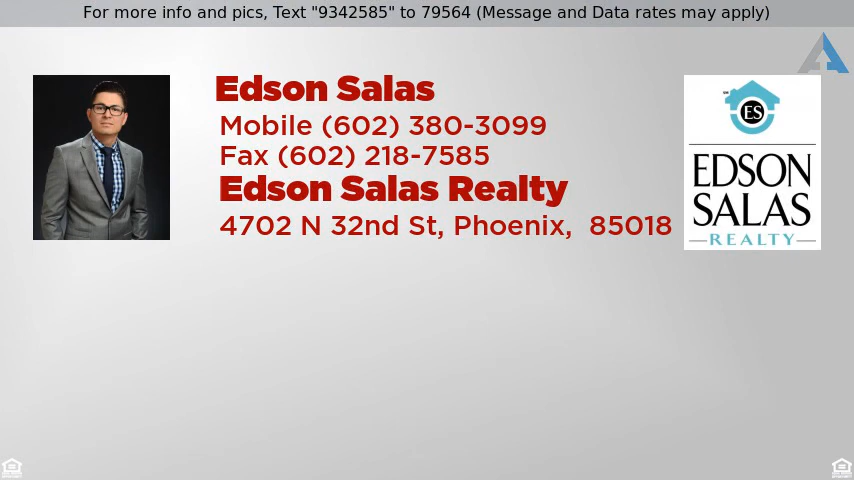 For more info and pics, Text "9342585" to 79564 (Message and Data rates may apply)
Edson Salas
Mobile (602) 380-3099
Fax (602) 218-7585
Edson Salas Realty
4702 N 32nd St, Phoenix,  85018
ES
EDSON
SALAS
REALTY